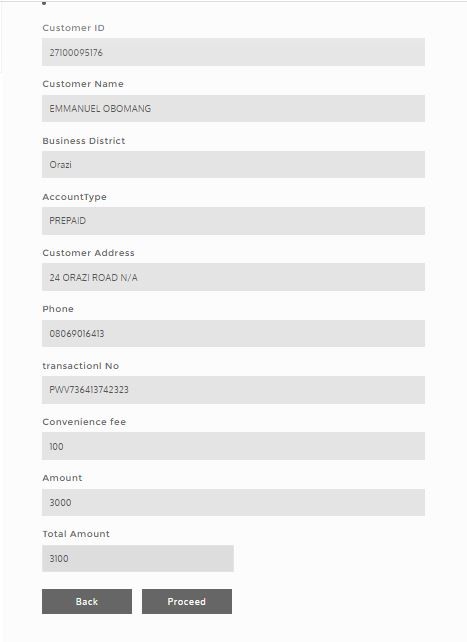 Customer ID
27100095176
Customer Name
EMMANUEL OBOMANG
Business District
Orazi
AccountType
PREPAID
Customer Address
24 ORAZI ROAD N/A
Phone
08069016413
transactionl No
PWV736413742323
Convenience fee
100
Amount
3000
Total Amount
3100
Back Proceed